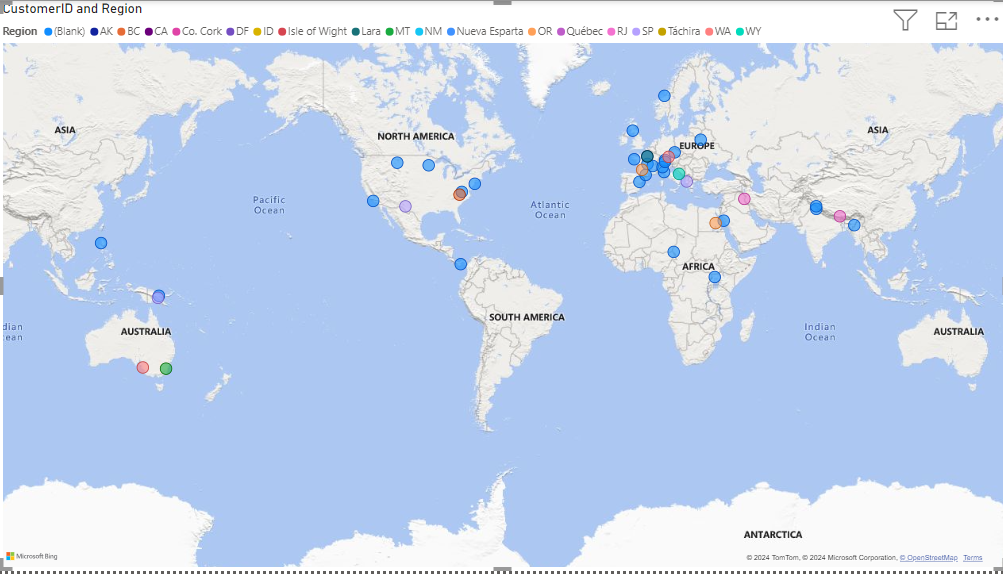 CustomerID and Region
Region (Blank) AK BC CA Co. Cork DF ID Isle of Wight Lara MT NM Nueva Esparta OR Québec RJ SP Táchira WA WY
ASIA
NORTH AMERICA
EUROPE
ASIA
Pacific
Ocean
Atlantic
Ocean
AFRICA
SOUTH AMERICA
dian
ean
AUSTRALIA
Indian
Ocean
AUSTRALIA
ANTARCTICA
Microsoft Bing
© 2024 TomTom, © 2024 Microsoft Corporation, © OpenStreetMap Terms